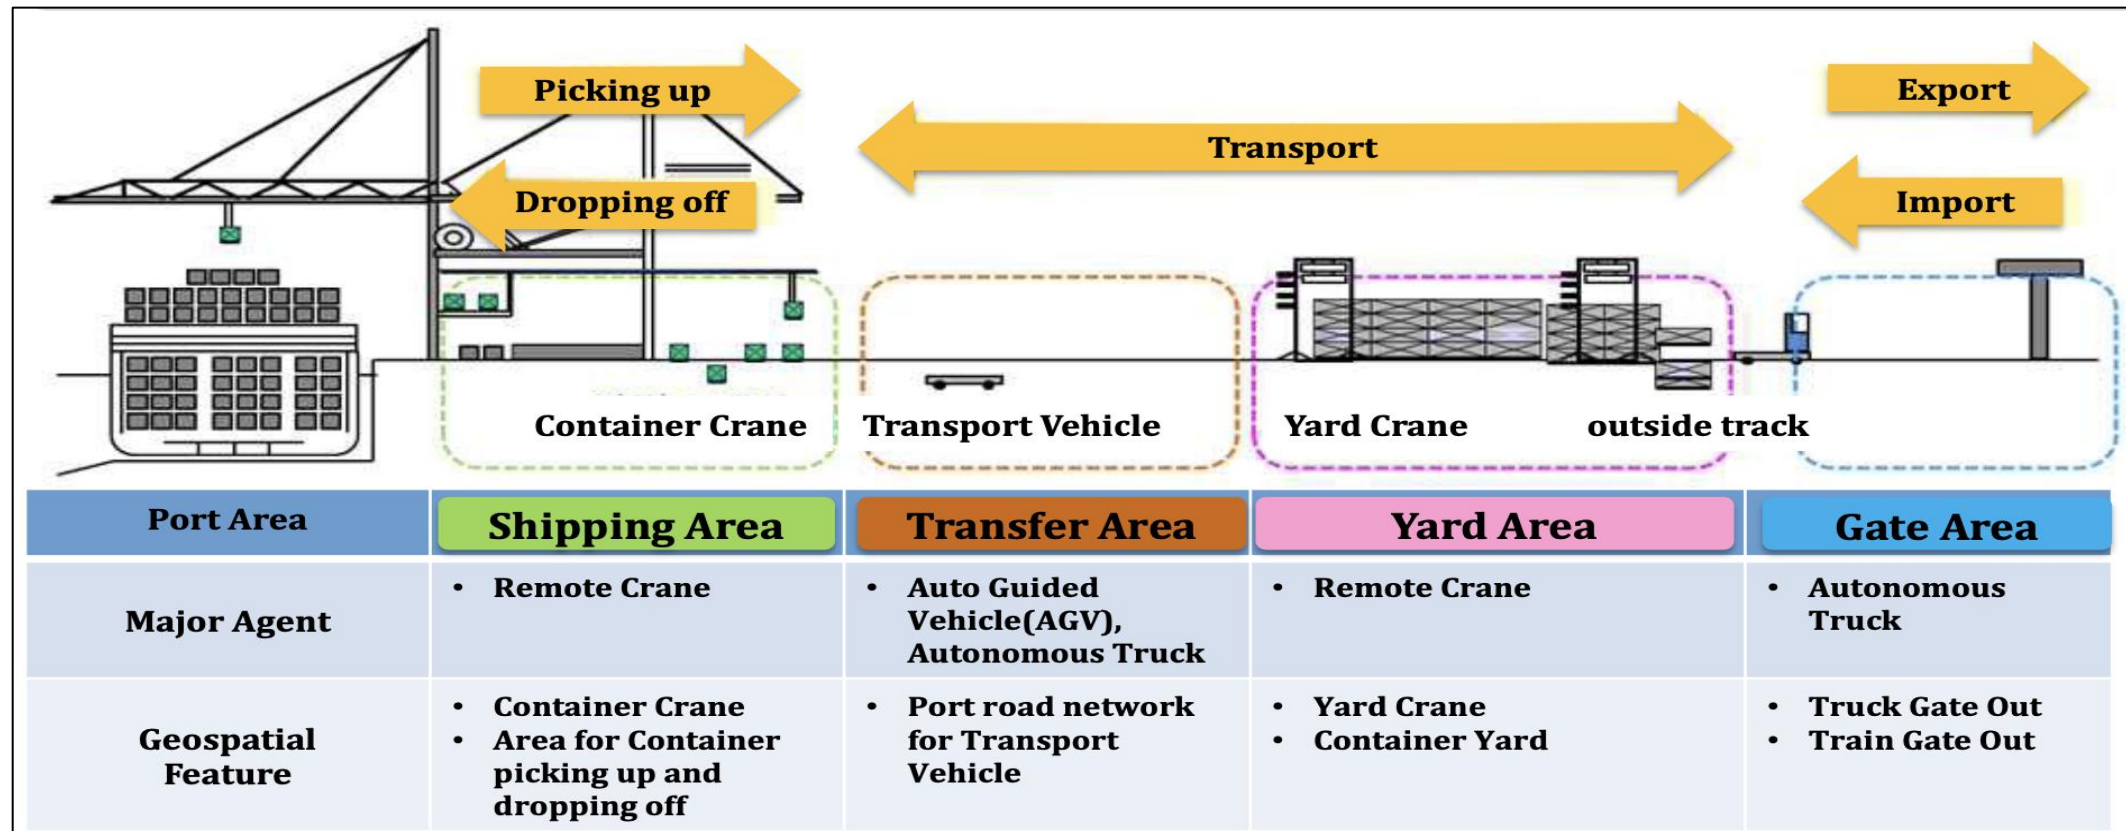 Picking up
Export
Transport
Dropping off
Import
Container Crane
Transport Vehicle
Yard Crane
outside track
Port Area
Shipping Area
Transfer Area
Yard Area
Gate Area
Major Agent
• Remote Crane
• Auto Guided
Vehicle(AGV),
Autonomous Truck
• Remote Crane
• Autonomous
Truck
Geospatial
Feature
• Container Crane
• Area for Container
picking up and
dropping off
• Port road network
for Transport
Vehicle
• Yard Crane
• Container Yard
• Truck Gate Out
• Train Gate Out